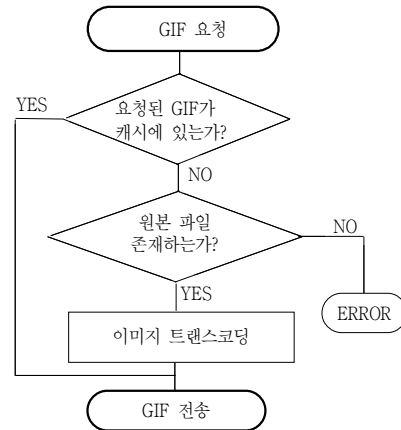 GIF 요청
YES
요청된 GIF가
캐시에 있는가?
NO
원본 파일
존재하는가?
NO
YES
ERROR
이미지 트랜스코딩
GIF 전송